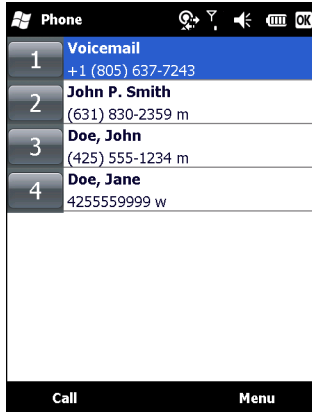 Phone
OK
1
Voicemail
+1 (805) 637-7243
2
John P. Smith
(631) 830-2359 m
3
Doe, John
(425) 555-1234 m
4
Doe, Jane
4255559999 w
Call Menu